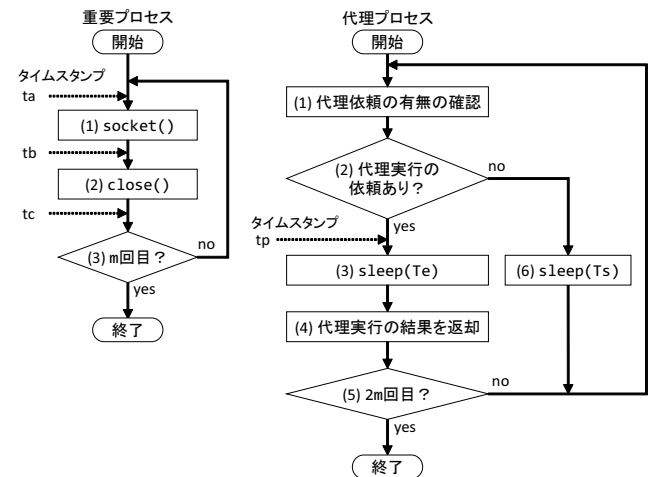 重要プロセス
開始
タイムスタンプ
ta
(1) socket()
tb
(2) close()
tc
(3) m回目？
no
yes
終了
代理プロセス
開始
(1) 代理依頼の有無の確認
(2) 代理実行の
依頼あり？
no
yes
タイムスタンプ
tp
(3) sleep(Te)
(6) sleep(Ts)
(4) 代理実行の結果を返却
(5) 2m回目？
no
yes
終了